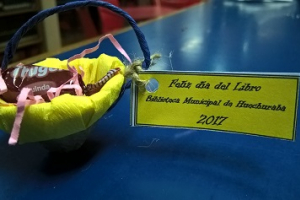 Feliz día del Libro
Biblioteca Municipal de Huechuraba
2017